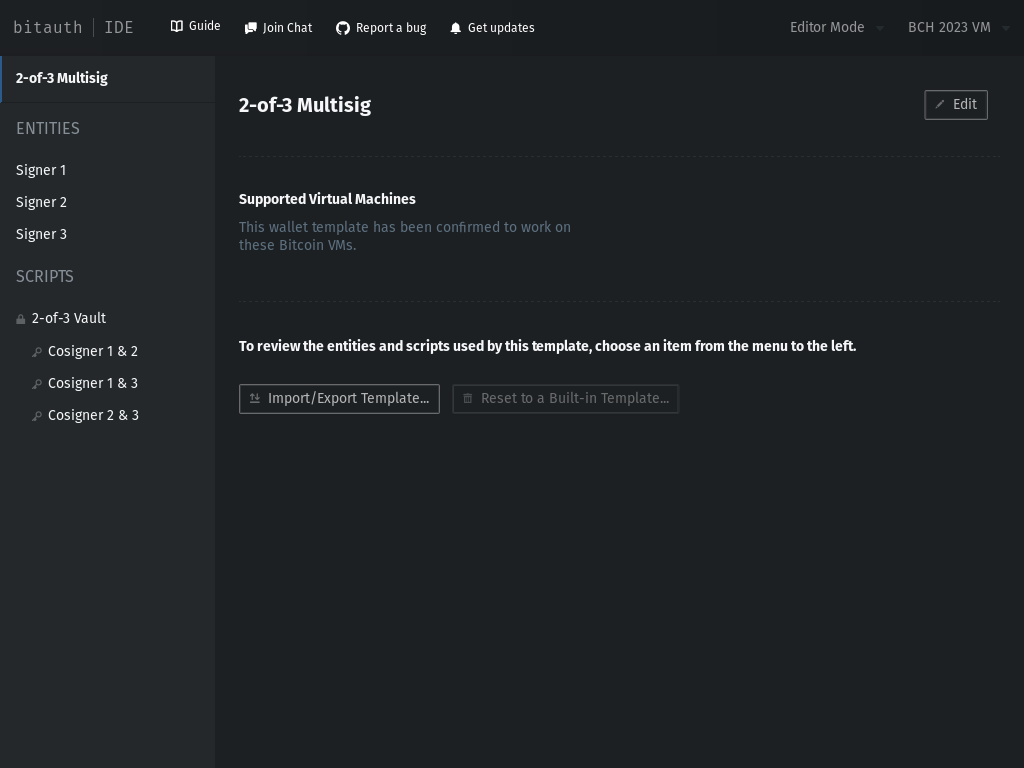 bitauth IDE Guide Join Chat Report a bug Get updates Editor Mode BCH 2023 VM
2-of-3 Multisig
ENTITIES
Signer 1
Signer 2
Signer 3
SCRIPTS
2-of-3 Vault
Cosigner 1 & 2
Cosigner 1 & 3
Cosigner 2 & 3
2-of-3 Multisig Edit
Supported Virtual Machines
This wallet template has been confirmed to work on
these Bitcoin VMs.
To review the entities and scripts used by this template, choose an item from the menu to the left.
Import/Export Template... Reset to a Built-in Template...